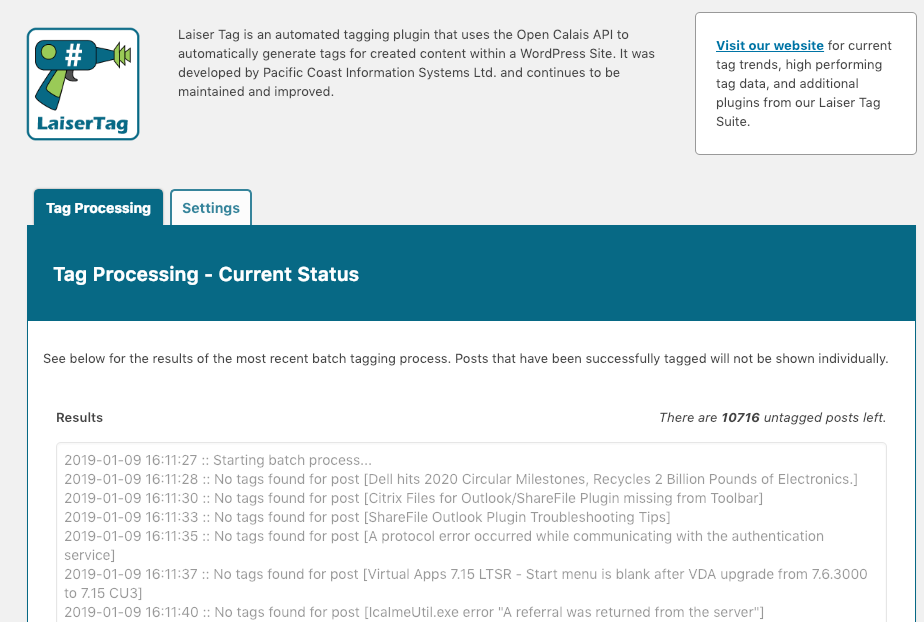 #
LaiserTag
Laiser Tag is an automated tagging plugin that uses the Open Calais API to
automatically generate tags for created content within a WordPress Site. It was
developed by Pacific Coast Information Systems Ltd. and continues to be
maintained and improved.
Visit our website for current
tag trends, high performing
tag data, and additional
plugins from our Laiser Tag
Suite.
Tag Processing
Settings
Tag Processing - Current Status
See below for the results of the most recent batch tagging process. Posts that have been successfully tagged will not be shown individually.
Results
There are 10716 untagged posts left.
2019-01-09 16:11:27 :: Starting batch process...
2019-01-09 16:11:28 :: No tags found for post [Dell hits 2020 Circular Milestones, Recycles 2 Billion Pounds of Electronics.]
2019-01-09 16:11:30 :: No tags found for post [Citrix Files for Outlook/ShareFile Plugin missing from Toolbar]
2019-01-09 16:11:33 :: No tags found for post [ShareFile Outlook Plugin Troubleshooting Tips]
2019-01-09 16:11:35 :: No tags found for post [A protocol error occurred while communicating with the authentication
service]
2019-01-09 16:11:37 :: No tags found for post [Virtual Apps 7.15 LTSR - Start menu is blank after VDA upgrade from 7.6.3000
to 7.15 CU3]
2019-01-09 16:11:40 :: No tags found for post [IcalmeUtil.exe error "A referral was returned from the server"]